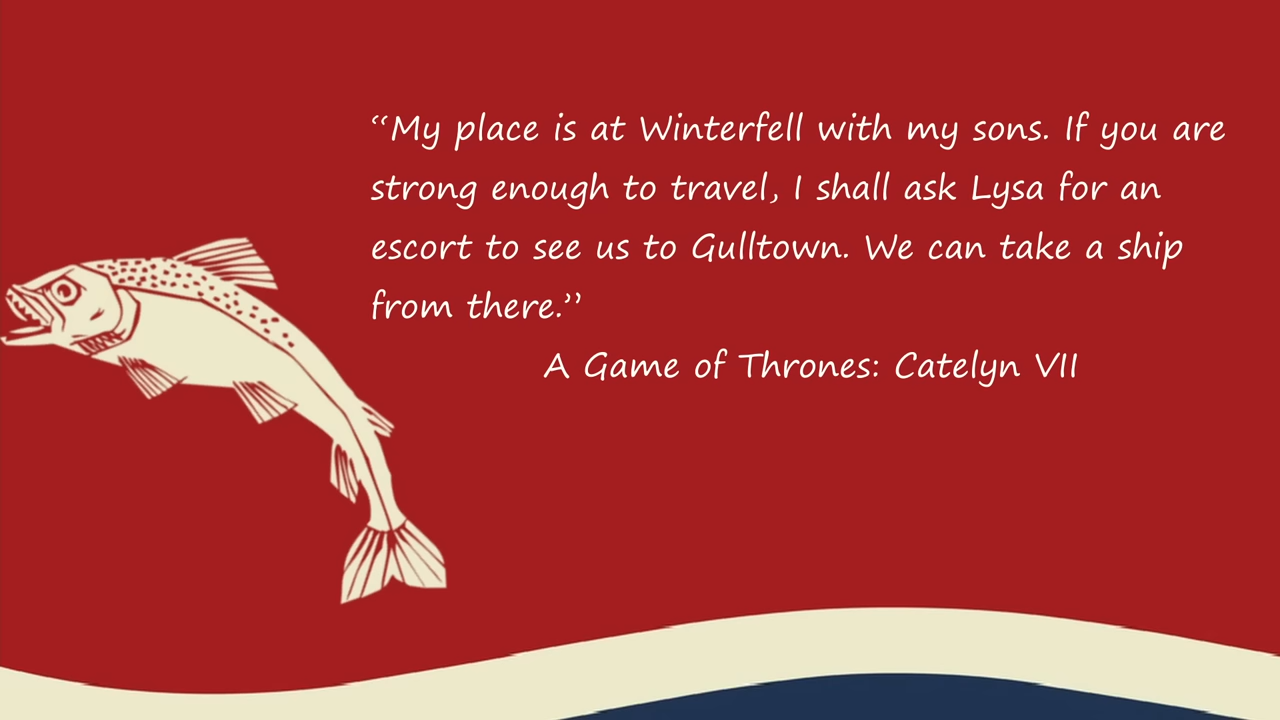 “My place is at Winterfell with my sons. If you are
strong enough to travel, I shall ask Lysa for an
escort to see us to Gulltown. We can take a ship
from there.”
A Game of Thrones: Catelyn VII